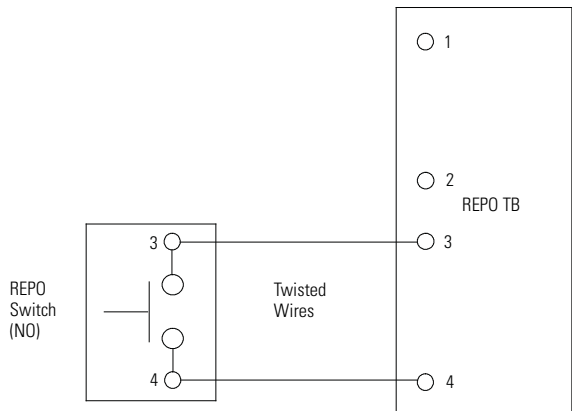 1
2
REPO TB
3
3
REPO
Switch
(NO)
Twisted
Wires
4
4